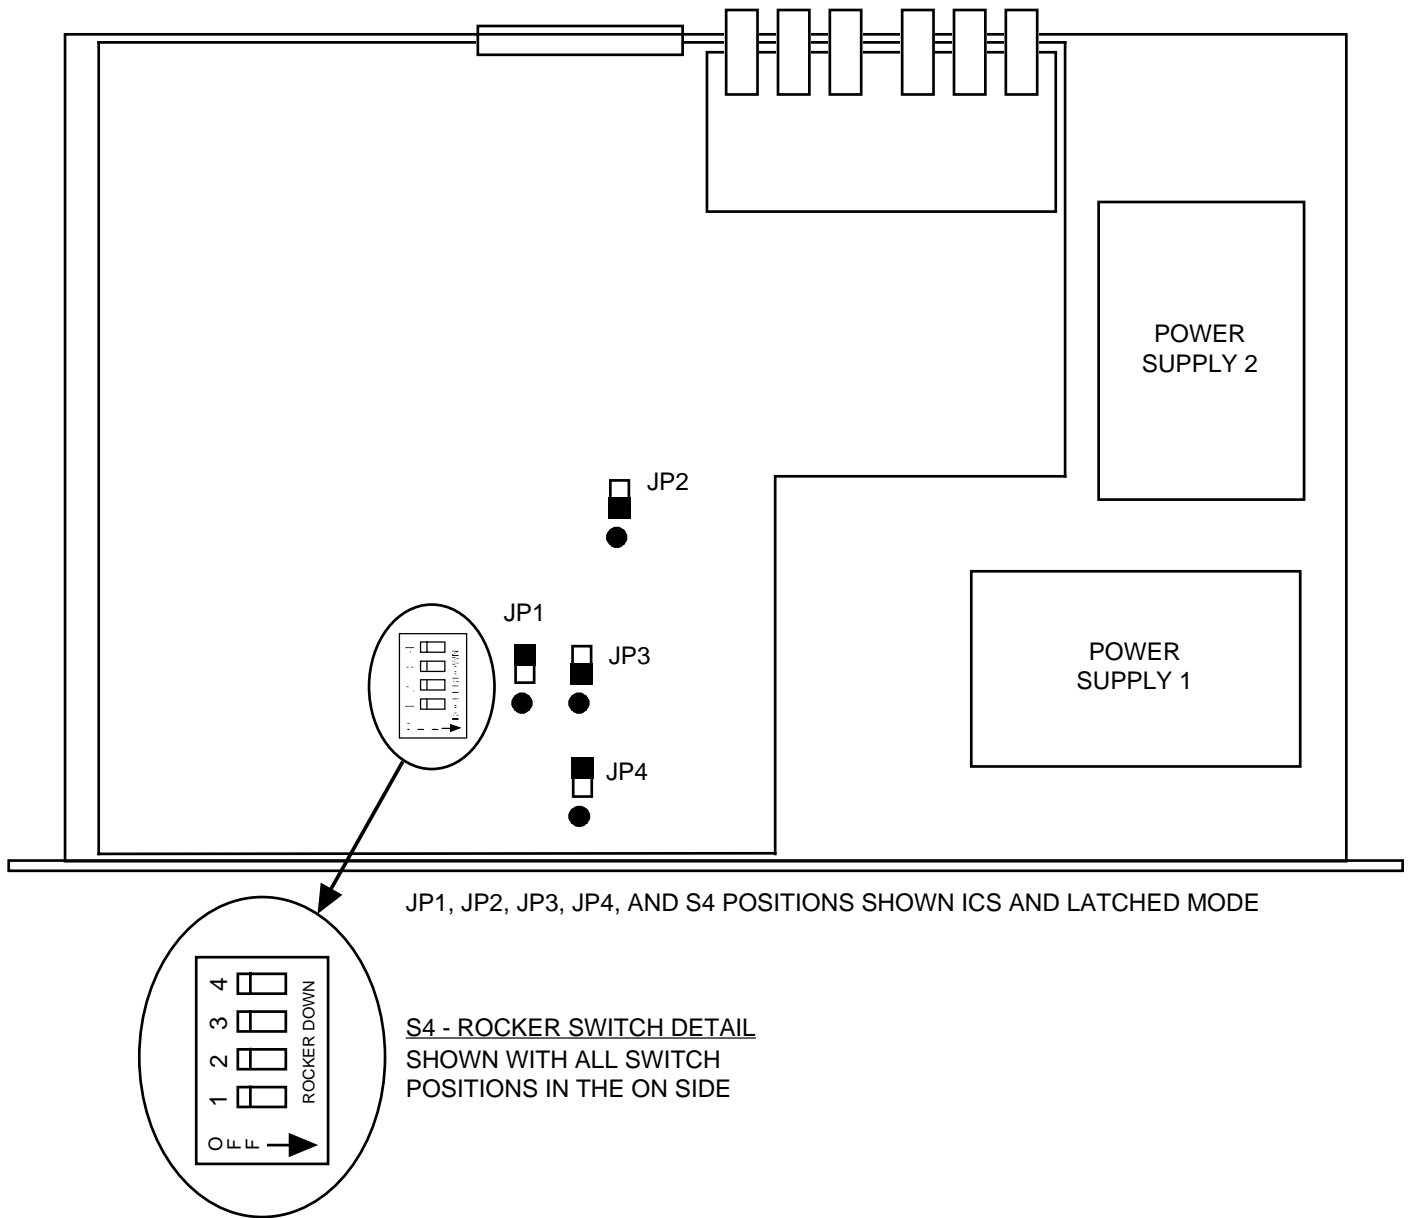 POWER
SUPPLY 2
JP2
JP1
JP3
POWER
SUPPLY 1
JP4
JP1, JP2, JP3, JP4, AND S4 POSITIONS SHOWN ICS AND LATCHED MODE
4
3
2
1
ROCKER DOWN
OFF
S4 - ROCKER SWITCH DETAIL
SHOWN WITH ALL SWITCH
POSITIONS IN THE ON SIDE